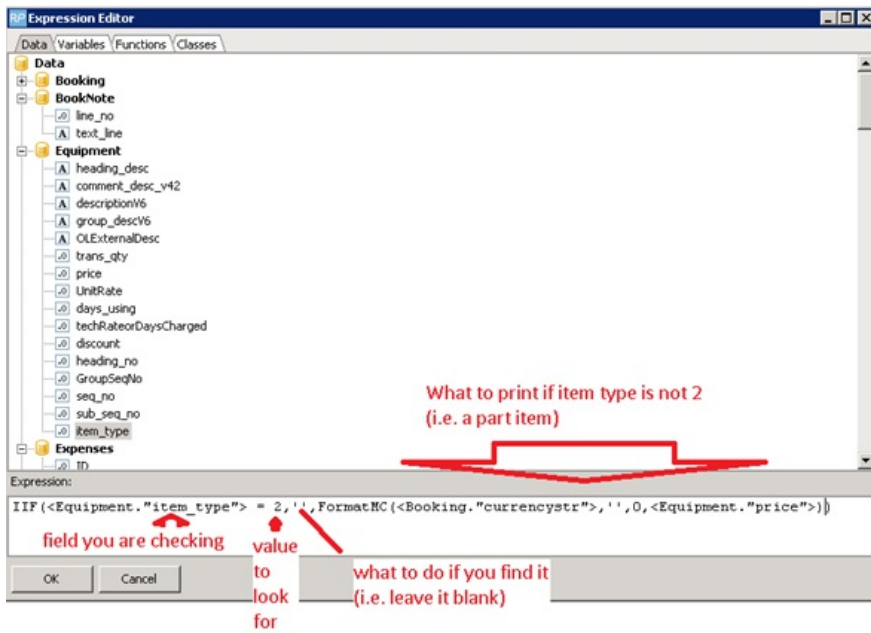 RP Expression Editor
Data Variables Functions Classes
Data
Booking
BookNote
line_no
text_line
Equipment
heading_desc
comment_desc_v42
descriptionV6
group_descV6
OLExternalDesc
trans_qty
price
UnitRate
days_using
techRateorDaysCharged
discount
heading_no
GroupSeqNo
seq_no
sub_seq_no
item_type
Expenses
ID
What to print if item type is not 2
(i.e. a part item)
Expression:
IIF(<Equipment."item_type"> = 2,'',FormatMC(<Booking."currencystr">,'',0,<Equipment."price">))
field you are checking
value
to
look
for
what to do if you find it
(i.e. leave it blank)
OK Cancel